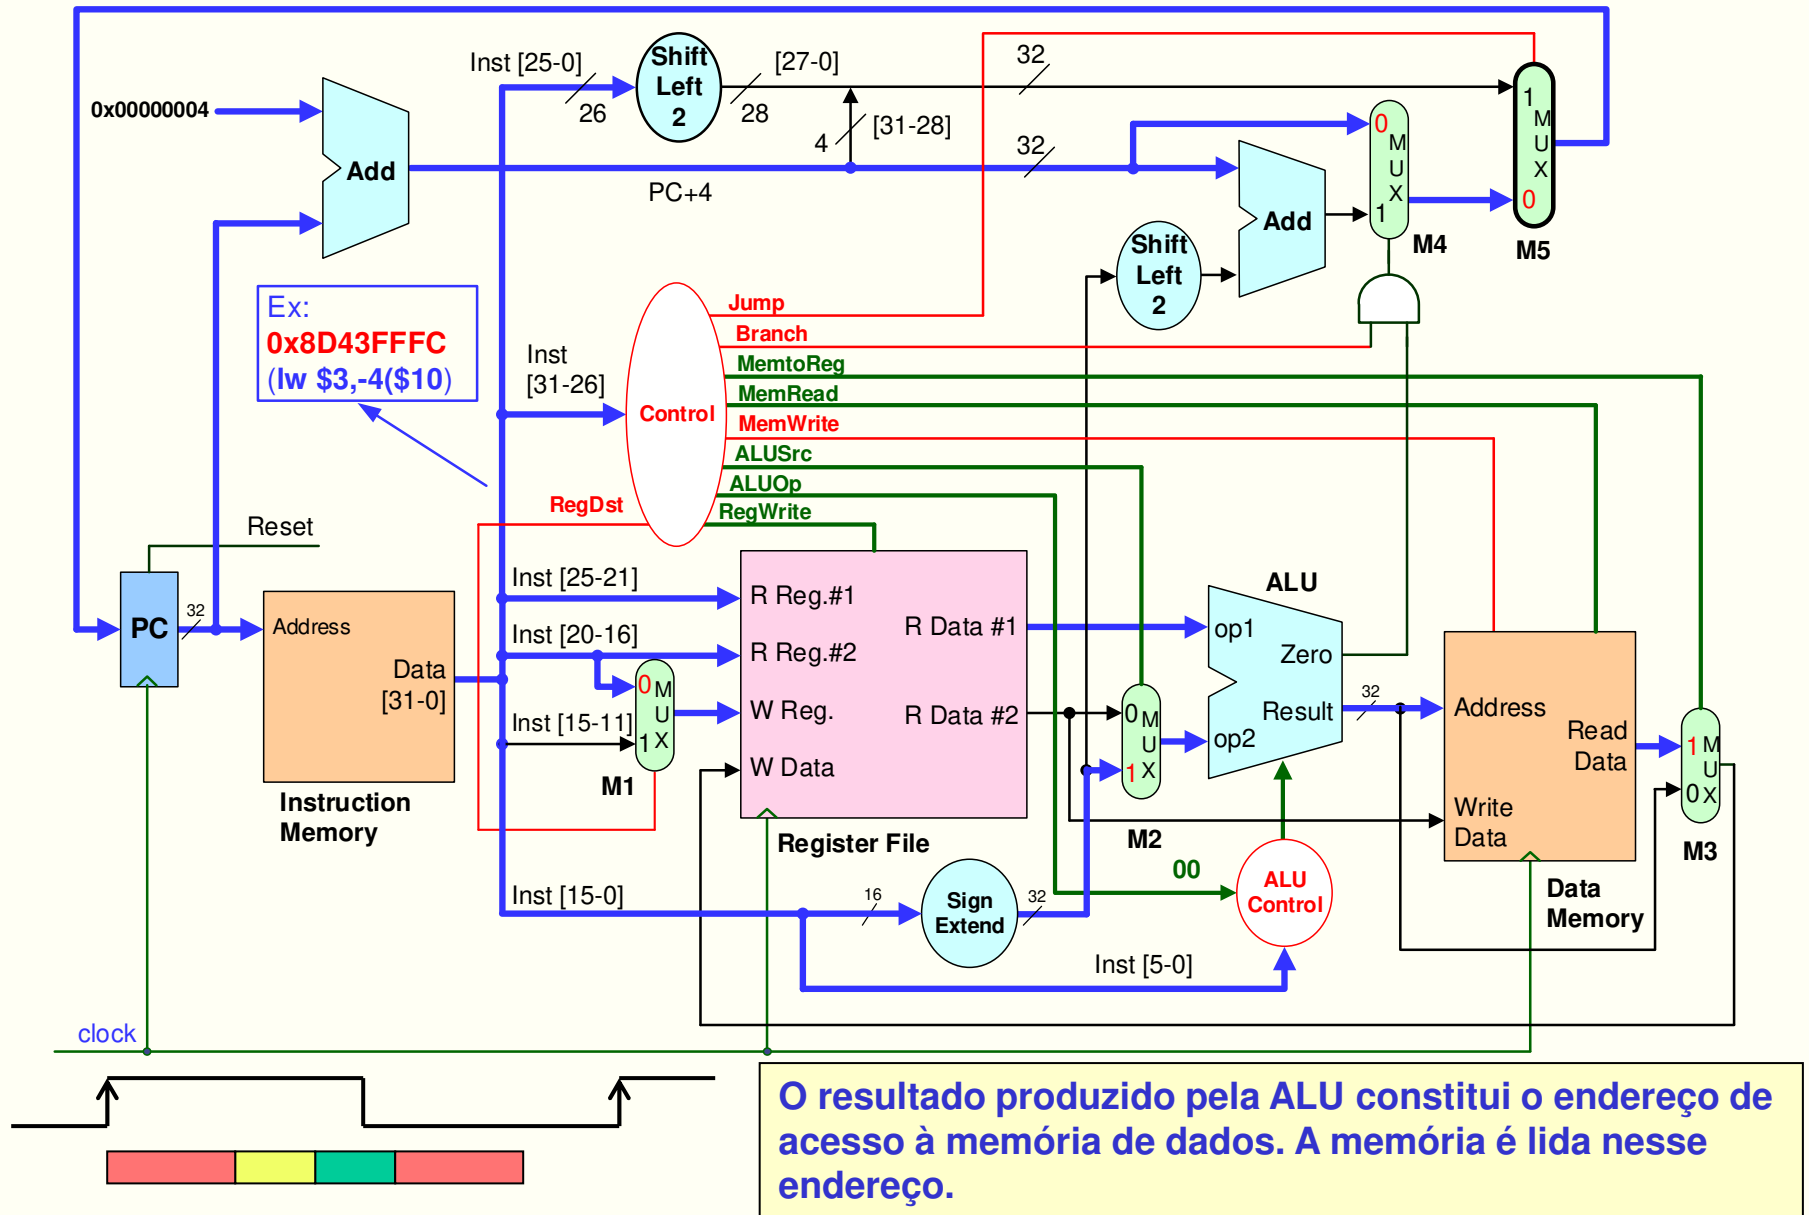 Inst [25-0]
26
Shift
Left
2
[27-0]
28
4
[31-28]
32
32
0x00000004
Add
PC+4
Shift
Left
2
Add
0
M
U
X
1
M4
1
M
U
X
0
M5
Ex:
0x8D43FFFC
(lw $3,-4($10)
Inst
[31-26]
Control
Jump
Branch
MemtoReg
MemRead
MemWrite
ALUSrc
ALUOp
RegWrite
RegDst
Reset
PC
32
Address
Data
[31-0]
Instruction
Memory
Inst [25-21]
Inst [20-16]
Inst [15-11]
0
M
U
X
1
M1
R Reg.#1
R Reg.#2
W Reg.
W Data
R Data #1
R Data #2
Register File
0
M
U
X
1
M2
ALU
op1
op2
Zero
Result
32
Address
Read
Data
Write
Data
Data
Memory
1
M
U
X
0
M3
Inst [15-0]
16
Sign
Extend
32
00
ALU
Control
Inst [5-0]
clock
O resultado produzido pela ALU constitui o endereço de
acesso à memória de dados. A memória é lida nesse
endereço.